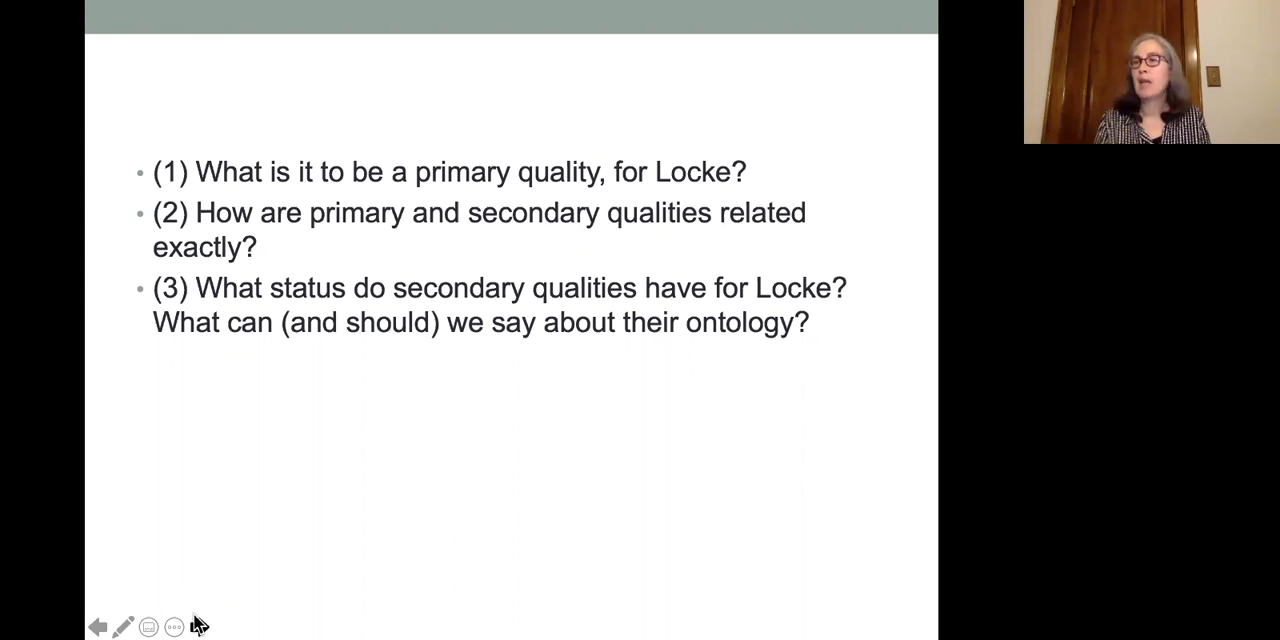 (1) What is it to be a primary quality, for Locke?
(2) How are primary and secondary qualities related
exactly?
(3) What status do secondary qualities have for Locke?
What can (and should) we say about their ontology?